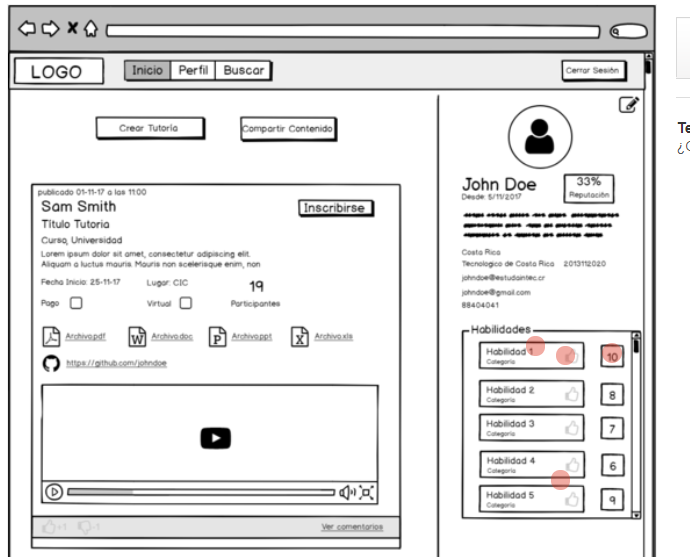 LOGO
Inicio Perfil Buscar
Cerrar Sesión
Crear Tutoría
Compartir Contenido
publicado 01-11-17 a las 11:00
Sam Smith
Inscribirse
Título Tutoria
Curso, Universidad
Lorem ipsum dolor sit amet, consectetur adipiscing elit.
Aliquam a luctus mauris. Mauris non scelerisque enim, non
Fecha Inicio: 25-11-17 Lugar: CIC 19
Pago Virtual Participantes
Archivo.pdf Archivo.doc Archivo.ppt Archivo.xls
https://github.com/johndoe
+1 -1 Ver comentarios
John Doe
Desde: 5/11/2017
33%
Reputación
Costa Rica
Tecnologico de Costa Rica 2013112020
johndoe@estudaintec.cr
johndoe@gmail.com
88404041
Habilidades
Habilidad 1
Categoria
10
Habilidad 2
Categoria
8
Habilidad 3
Categoria
7
Habilidad 4
Categoria
6
Habilidad 5
Categoria
9